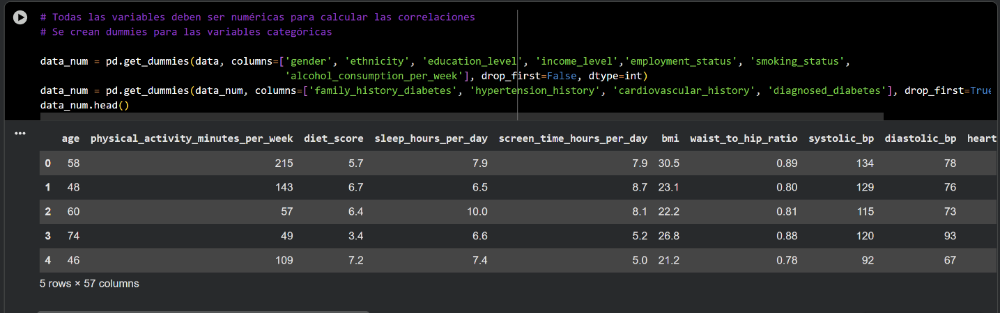 # Todas las variables deben ser numéricas para calcular las correlaciones
# Se crean dummies para las variables categóricas
data_num = pd.get_dummies(data, columns=['gender', 'ethnicity', 'education_level', 'income_level','employment_status', 'smoking_status',
'alcohol_consumption_per_week'], drop_first=False, dtype=int)
data_num = pd.get_dummies(data_num, columns=['family_history_diabetes', 'hypertension_history', 'cardiovascular_history', 'diagnosed_diabetes'], drop_first=True
data_num.head()
age physical_activity_minutes_per_week diet_score sleep_hours_per_day screen_time_hours_per_day bmi waist_to_hip_ratio systolic_bp diastolic_bp heart
0 58 215 5.7 7.9 7.9 30.5 0.89 134 78
1 48 143 6.7 6.5 8.7 23.1 0.80 129 76
2 60 57 6.4 10.0 8.1 22.2 0.81 115 73
3 74 49 3.4 6.6 5.2 26.8 0.88 120 93
4 46 109 7.2 7.4 5.0 21.2 0.78 92 67
5 rows × 57 columns